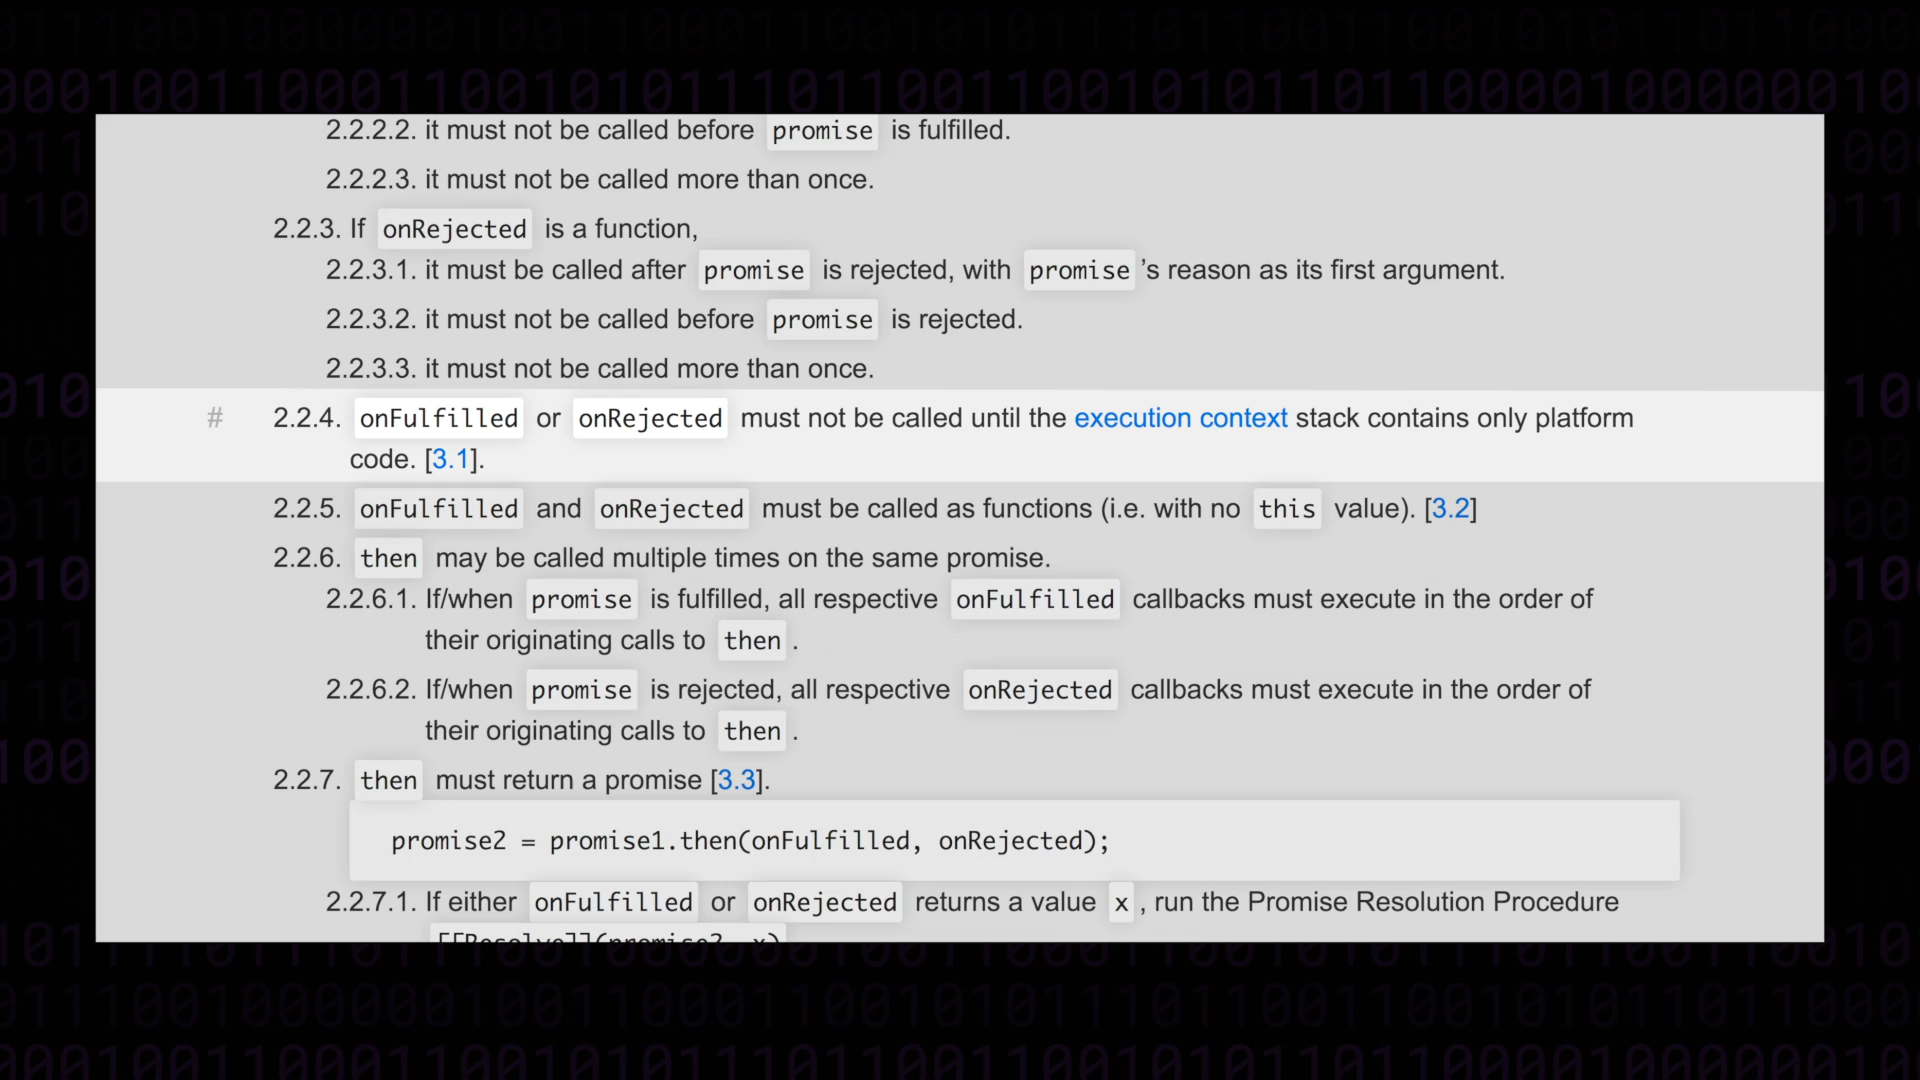 2.2.2.2. it must not be called before promise is fulfilled.
2.2.2.3. it must not be called more than once.
2.2.3. If onRejected is a function,
2.2.3.1. it must be called after promise is rejected, with promise 's reason as its first argument.
2.2.3.2. it must not be called before promise is rejected.
2.2.3.3. it must not be called more than once.
# 2.2.4. onFulfilled or onRejected must not be called until the execution context stack contains only platform
code. [3.1].
2.2.5. onFulfilled and onRejected must be called as functions (i.e. with no this value). [3.2]
2.2.6. then may be called multiple times on the same promise.
2.2.6.1. If/when promise is fulfilled, all respective onFulfilled callbacks must execute in the order of
their originating calls to then .
2.2.6.2. If/when promise is rejected, all respective onRejected callbacks must execute in the order of
their originating calls to then .
2.2.7. then must return a promise [3.3].
promise2 = promise1.then(onFulfilled, onRejected);
2.2.7.1. If either onFulfilled or onRejected returns a value x , run the Promise Resolution Procedure
[[Resolve]](promise2, x)